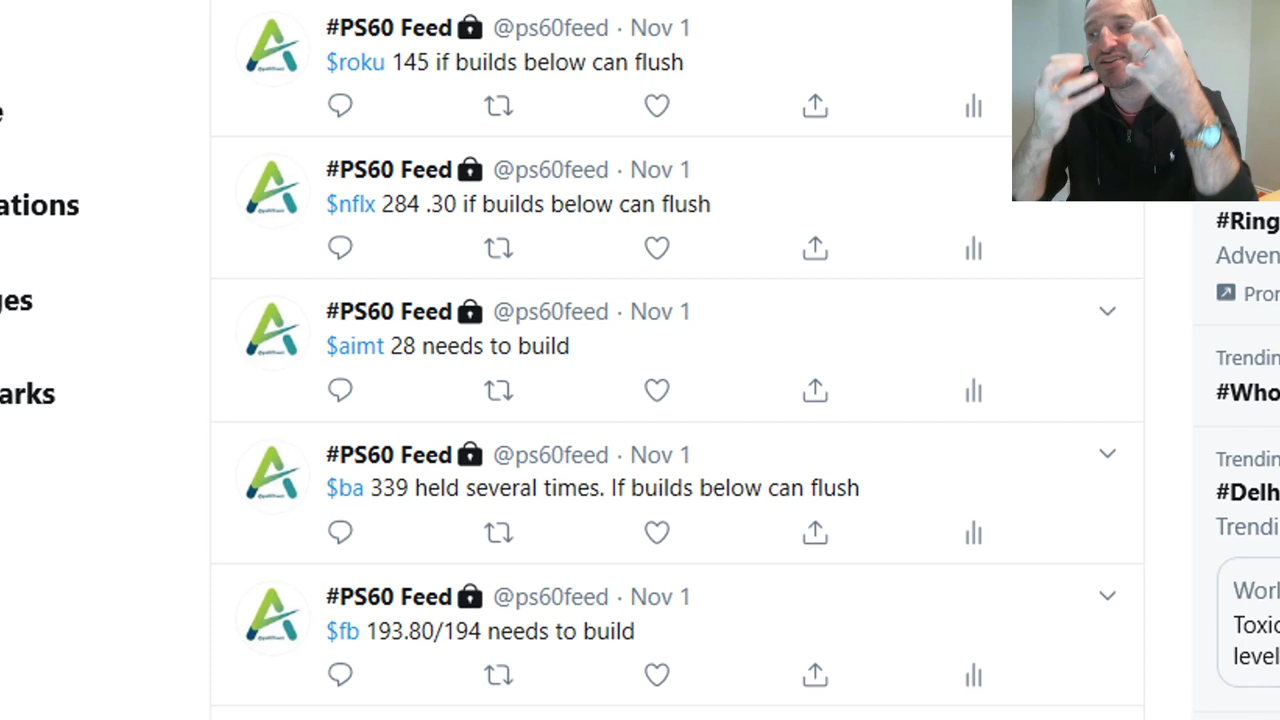 #PS60 Feed @ps60feed · Nov 1
$roku 145 if builds below can flush
#PS60 Feed @ps60feed · Nov 1
$nflx 284 .30 if builds below can flush
#PS60 Feed @ps60feed · Nov 1
$aimt 28 needs to build
#PS60 Feed @ps60feed · Nov 1
$ba 339 held several times. If builds below can flush
#PS60 Feed @ps60feed · Nov 1
$fb 193.80/194 needs to build
e
ations
ges
arks
#Ring
Adven
Pror
Trending
#Who
Trending
#Delh
Trendi
Worl
Toxic
level